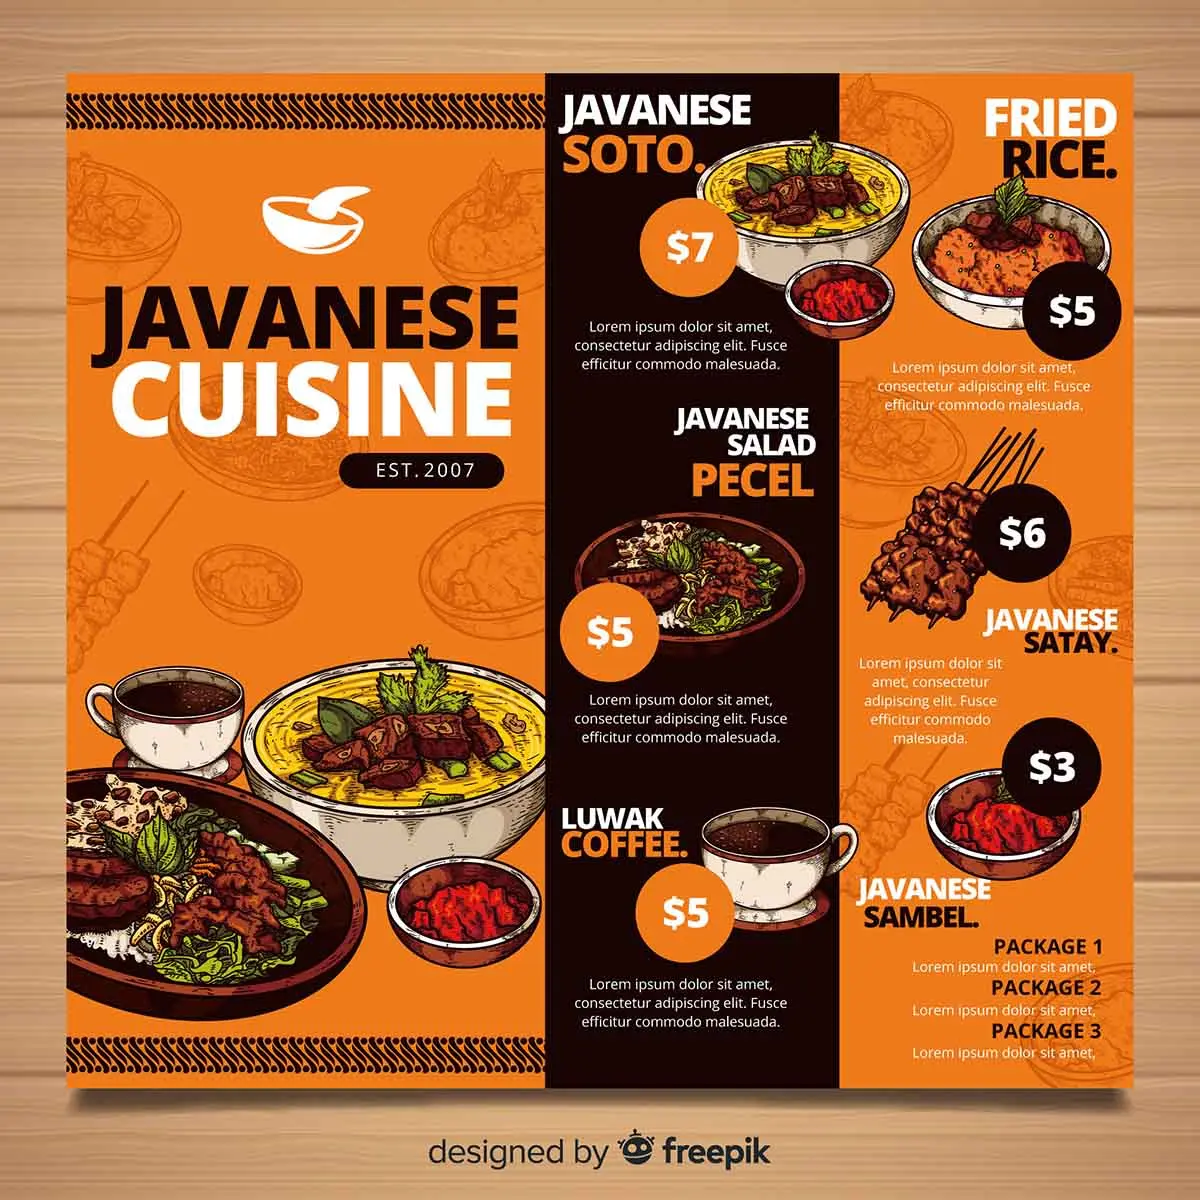 JAVANESE
CUISINE
EST.2007
JAVANESE
SOTO.
$7
Lorem ipsum dolor sit amet,
consectetur adipiscing elit. Fusce
efficitur commodo malesuada.
JAVANESE
SALAD
PECEL
$5
Lorem ipsum dolor sit amet,
consectetur adipiscing elit. Fusce
efficitur commodo malesuada.
LUWAK
COFFEE.
$5
Lorem ipsum dolor sit amet,
consectetur adipiscing elit. Fusce
efficitur commodo malesuada.
FRIED
RICE.
$5
Lorem ipsum dolor sit amet,
consectetur adipiscing elit. Fusce
efficitur commodo malesuada.
$6
JAVANESE
SATAY.
Lorem ipsum dolor sit
amet, consectetur
adipiscing elit. Fusce
efficitur commodo
malesuada.
$3
JAVANESE
SAMBEL.
PACKAGE 1
Lorem ipsum dolor sit amet,
PACKAGE 2
Lorem ipsum dolor sit amet,
PACKAGE 3
Lorem ipsum dolor sit amet,
designed by freepik